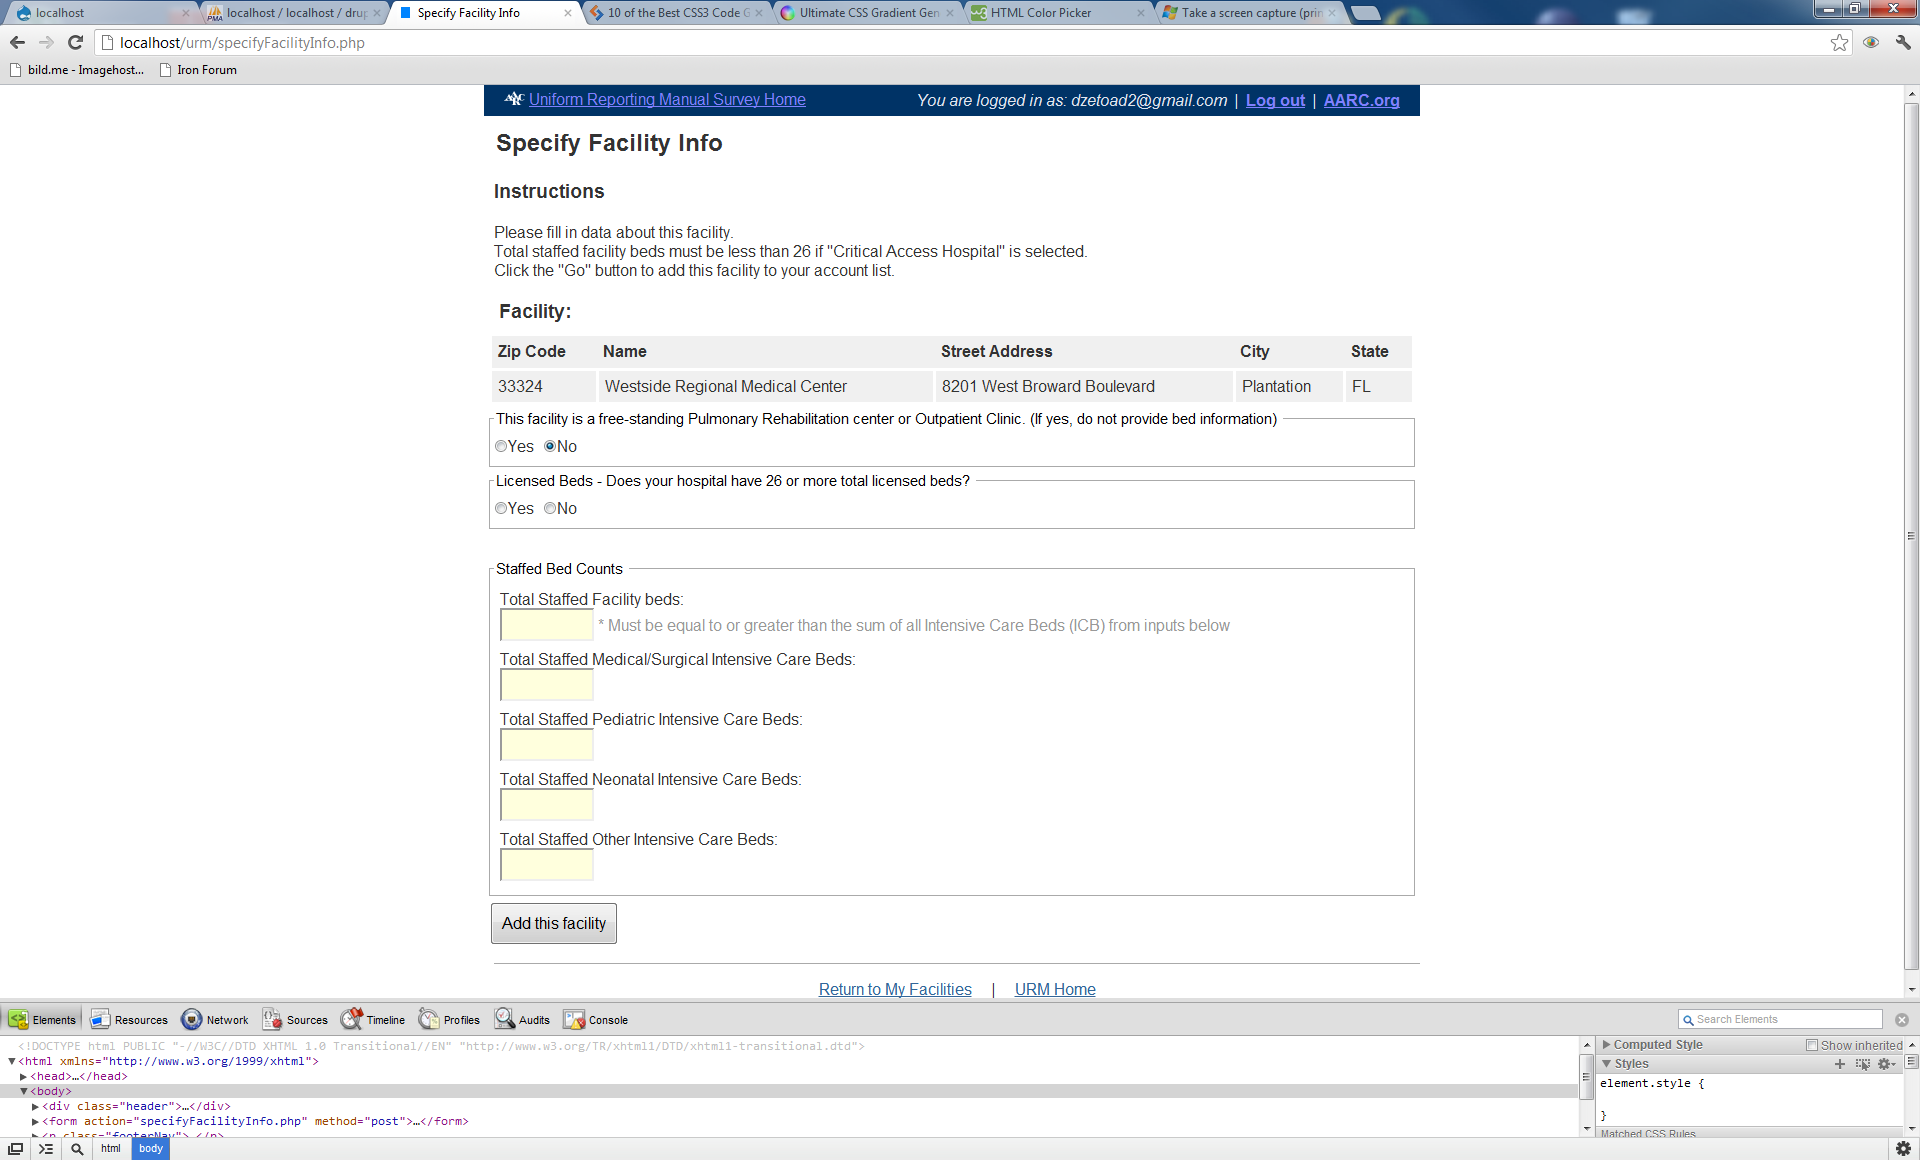 localhost
localhost / localhost / drup
Specify Facility Info
10 of the Best CSS3 Code G
Ultimate CSS Gradient Gen
HTML Color Picker
Take a screen capture (prin
localhost/urm/specifyFacilityInfo.php
bild.me - Imagehost...
Iron Forum
Uniform Reporting Manual Survey Home
You are logged in as: dzetoad2@gmail.com | Log out | AARC.org
Specify Facility Info
Instructions
Please fill in data about this facility.
Total staffed facility beds must be less than 26 if "Critical Access Hospital" is selected.
Click the "Go" button to add this facility to your account list.
Facility:
Zip Code Name Street Address City State
33324 Westside Regional Medical Center 8201 West Broward Boulevard Plantation FL
This facility is a free-standing Pulmonary Rehabilitation center or Outpatient Clinic. (If yes, do not provide bed information)
Yes No
Licensed Beds - Does your hospital have 26 or more total licensed beds?
Yes No
Staffed Bed Counts
Total Staffed Facility beds:
* Must be equal to or greater than the sum of all Intensive Care Beds (ICB) from inputs below
Total Staffed Medical/Surgical Intensive Care Beds:
Total Staffed Pediatric Intensive Care Beds:
Total Staffed Neonatal Intensive Care Beds:
Total Staffed Other Intensive Care Beds:
Add this facility
Return to My Facilities | URM Home
Elements Resources Network Sources Timeline Profiles Audits Console
Search Elements
<!DOCTYPE html PUBLIC "-//W3C//DTD XHTML 1.0 Transitional//EN" "http://www.w3.org/TR/xhtml1/DTD/xhtml1-transitional.dtd">
<html xmlns="http://www.w3.org/1999/xhtml">
<head>…</head>
<body>
<div class="header">…</div>
<form action="specifyFacilityInfo.php" method="post">…</form>
<p class="footerNav">…</p>
Computed Style Show inherited
Styles
element.style {
}
Matched CSS Rules
html body